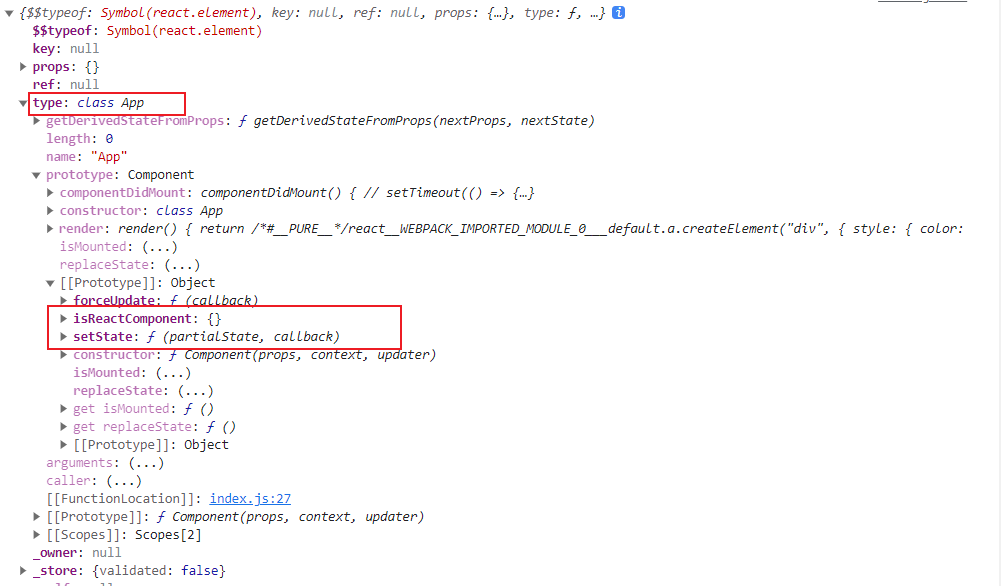 {$$typeof: Symbol(react.element), key: null, ref: null, props: {…}, type: ƒ, …}
$$typeof: Symbol(react.element)
key: null
props: {}
ref: null
type: class App
getDerivedStateFromProps: ƒ getDerivedStateFromProps(nextProps, nextState)
length: 0
name: "App"
prototype: Component
componentDidMount: componentDidMount() { // setTimeout(() => {…}
constructor: class App
render: render() { return /*#__PURE__*/react__WEBPACK_IMPORTED_MODULE_0___default.a.createElement("div", { style: { color:
isMounted: (...)
replaceState: (...)
[[Prototype]]: Object
forceUpdate: ƒ (callback)
isReactComponent: {}
setState: ƒ (partialState, callback)
constructor: ƒ Component(props, context, updater)
isMounted: (...)
replaceState: (...)
get isMounted: ƒ ()
get replaceState: ƒ ()
[[Prototype]]: Object
arguments: (...)
caller: (...)
[[FunctionLocation]]: index.js:27
[[Prototype]]: ƒ Component(props, context, updater)
[[Scopes]]: Scopes[2]
_owner: null
_store: {validated: false}